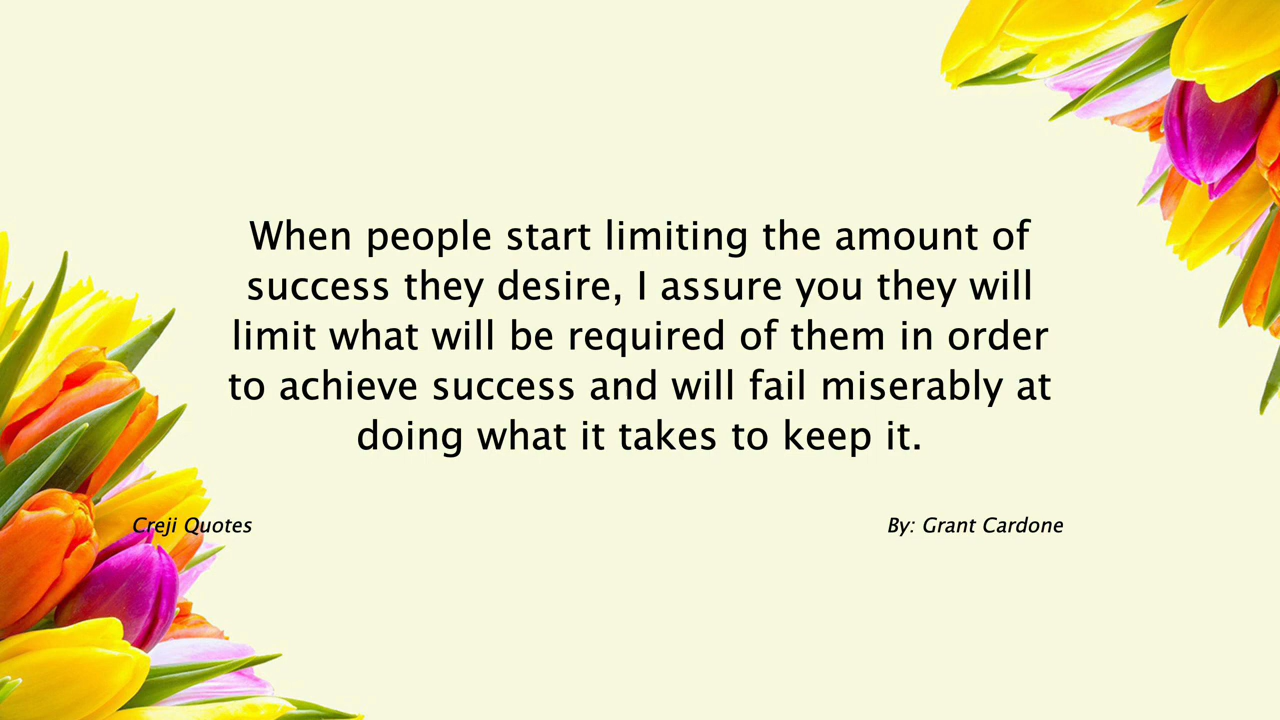 When people start limiting the amount of
success they desire, I assure you they will
limit what will be required of them in order
to achieve success and will fail miserably at
doing what it takes to keep it.
Creji Quotes
By: Grant Cardone